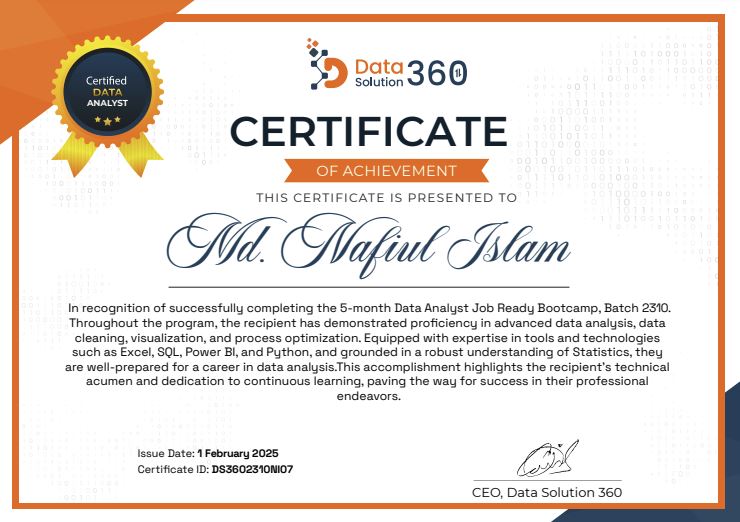 Certified
DATA
ANALYST
Data
Solution
360
CERTIFICATE
OF ACHIEVEMENT
THIS CERTIFICATE IS PRESENTED TO
Md. Nafiul Islam
In recognition of successfully completing the 5-month Data Analyst Job Ready Bootcamp, Batch 2310.
Throughout the program, the recipient has demonstrated proficiency in advanced data analysis, data
cleaning, visualization, and process optimization. Equipped with expertise in tools and technologies
such as Excel, SQL, Power BI, and Python, and grounded in a robust understanding of Statistics, they
are well-prepared for a career in data analysis.This accomplishment highlights the recipient's technical
acumen and dedication to continuous learning, paving the way for success in their professional
endeavors.
Issue Date: 1 February 2025
Certificate ID: DS3602310NI07
CEO, Data Solution 360